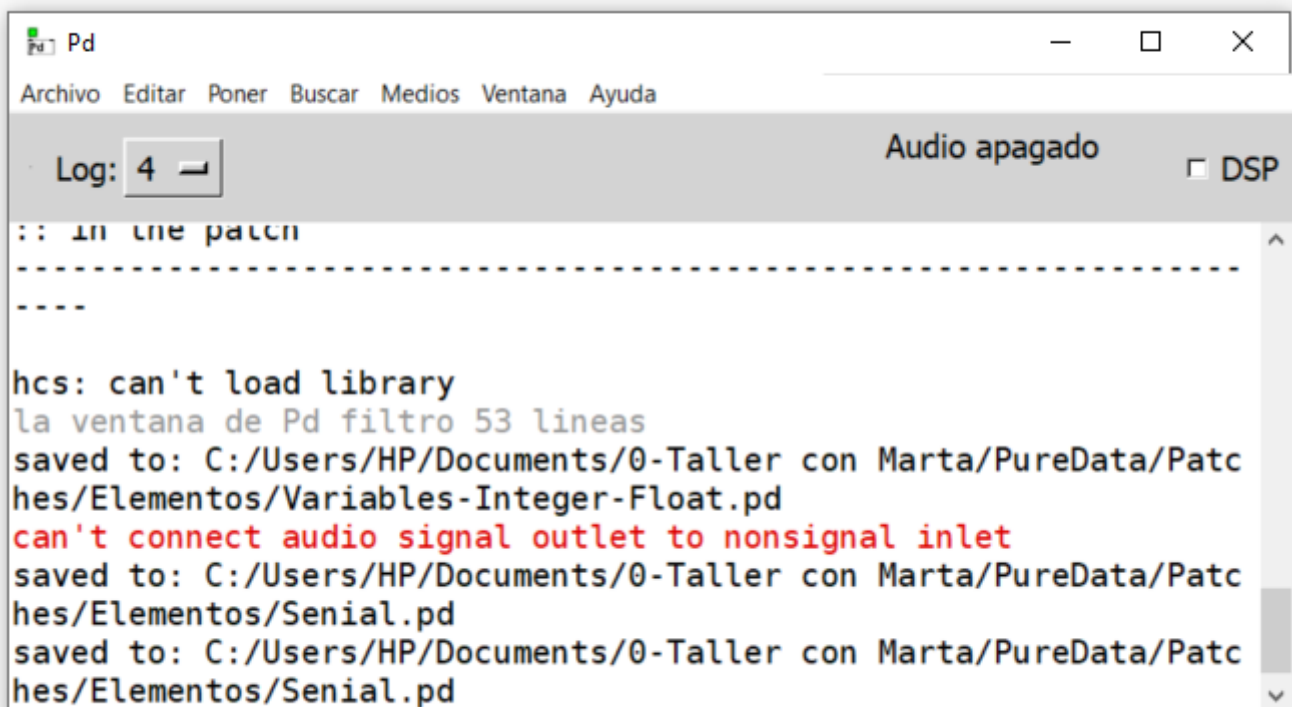 Pd
Archivo Editar Poner Buscar Medios Ventana Ayuda
Audio apagado
Log: 4
DSP
:: in the patch
----------------------------------------------------------------
----
hcs: can't load library
la ventana de Pd filtro 53 lineas
saved to: C:/Users/HP/Documents/0-Taller con Marta/PureData/Patc
hes/Elementos/Variables-Integer-Float.pd
can't connect audio signal outlet to nonsignal inlet
saved to: C:/Users/HP/Documents/0-Taller con Marta/PureData/Patc
hes/Elementos/Senial.pd
saved to: C:/Users/HP/Documents/0-Taller con Marta/PureData/Patc
hes/Elementos/Senial.pd